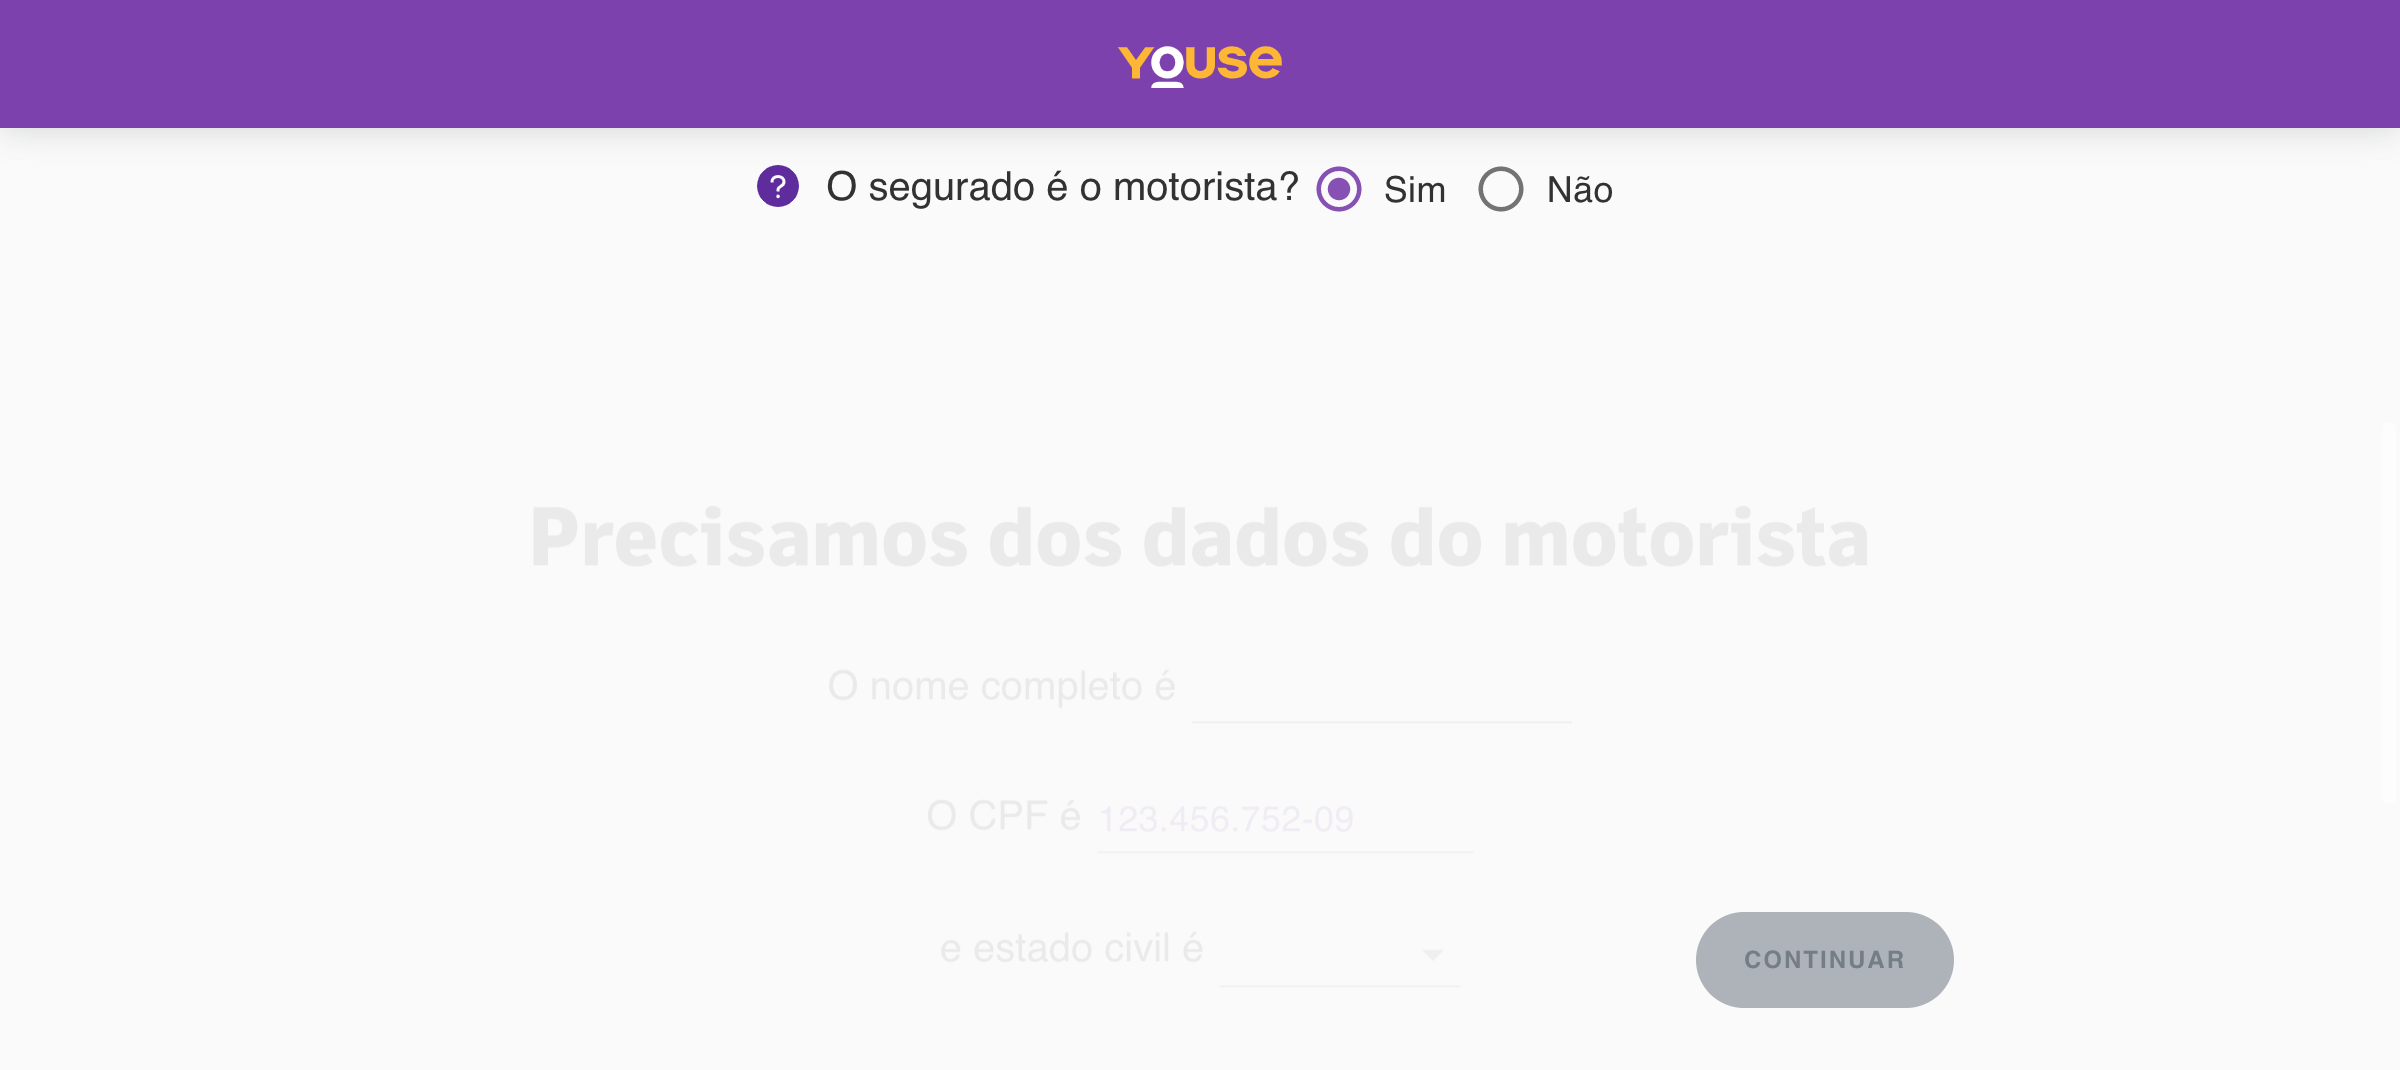 YOUSE
? O segurado é o motorista? Sim Não
Precisamos dos dados do motorista
O nome completo é
O CPF é 123.456.752-09
e estado civil é
CONTINUAR